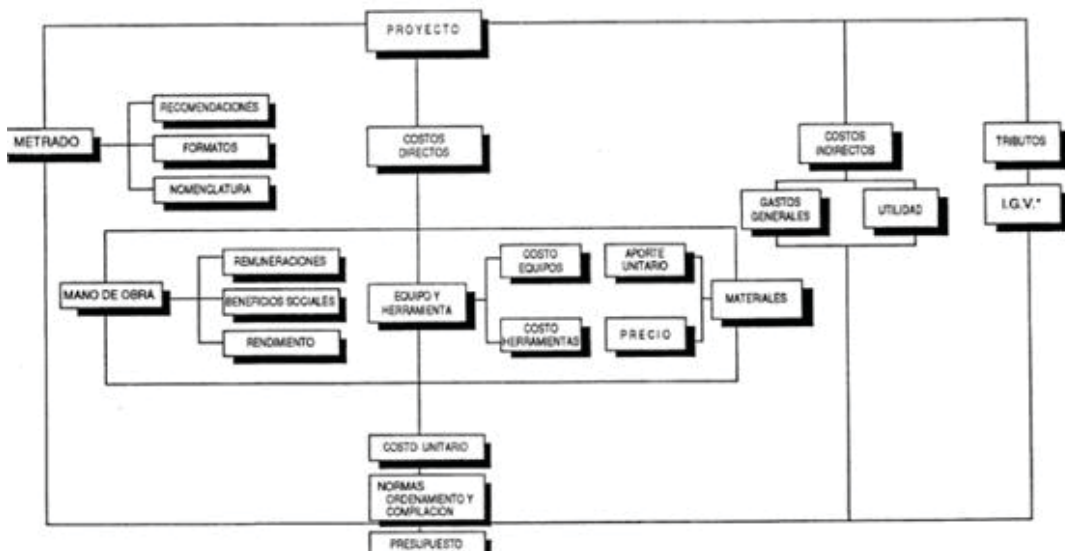 PROYECTO
RECOMENDACIONES
METRADO
FORMATOS
NOMENGLATURA
COSTOS
DIRECTOS
COSTOS
INDIRECTOS
TRIBUTOS
GASTOS
GENERALES
UTILIDAD
I.G.V.*
MANO DE OBRA
REMUNERACIONES
BENEFICIOS SOCIALES
RENDIMIENTO
EQUIPO Y
HERRAMIENTA
COSTO
EQUIPOS
COSTO
HERRAMIENTAS
APORTE
UNITARIO
PRECIO
MATERIALES
COSTO UNITARIO
NORMAS
ORDENAMIENTO Y
COMPILACION
PRESUPUESTO